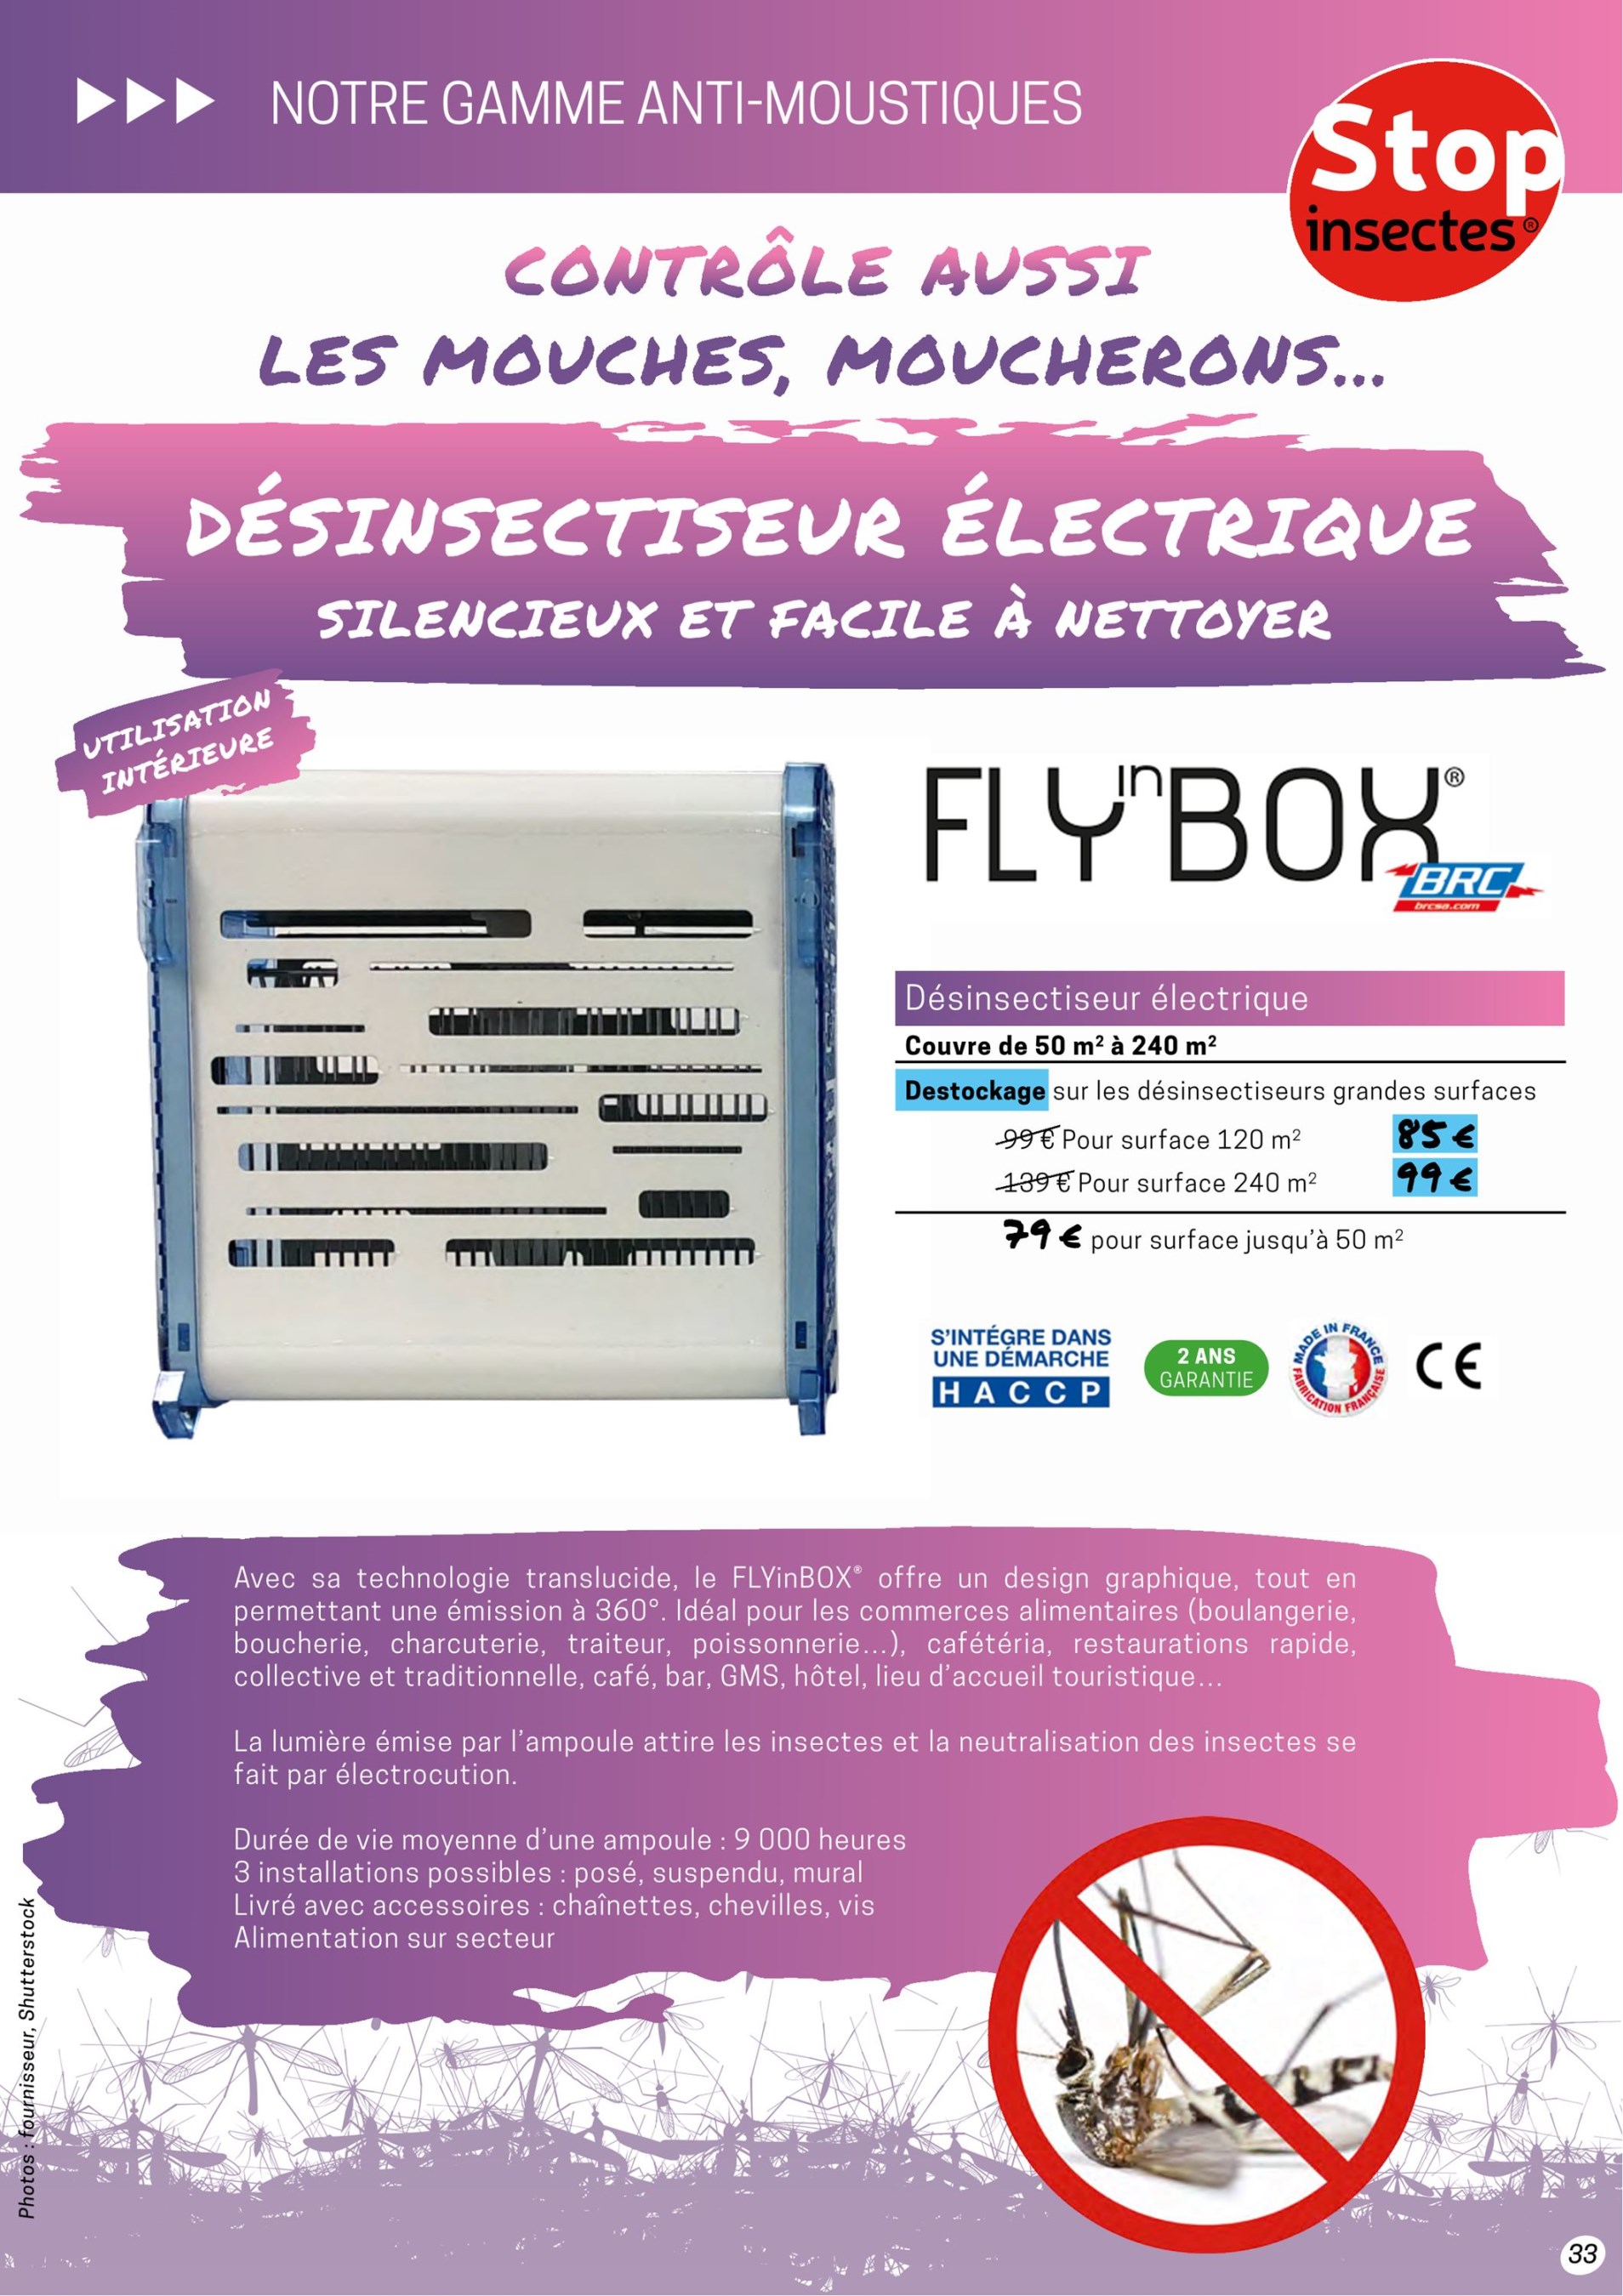 NOTRE GAMME ANTI-MOUSTIQUES
Stop
insectes®
CONTRÔLE AUSSI
LES MOUCHES, MOUCHERONS...
DÉSINSECTISEUR ÉLECTRIQUE
SILENCIEUX ET FACILE À NETTOYER
UTILISATION
INTÉRIEURE
FLYinBOX®
BRC
brcsa.com
Désinsectiseur électrique
Couvre de 50 m² à 240 m²
Destockage sur les désinsectiseurs grandes surfaces
99 € Pour surface 120 m² 85 €
139 € Pour surface 240 m² 99 €
79 € pour surface jusqu'à 50 m²
S'INTÉGRE DANS
UNE DÉMARCHE
HACCP
2 ANS
GARANTIE
MADE IN FRANCE
FABRICATION FRANÇAISE
CE
Avec sa technologie translucide, le FLYinBOX® offre un design graphique, tout en
permettant une émission à 360°. Idéal pour les commerces alimentaires (boulangerie,
boucherie, charcuterie, traiteur, poissonnerie...), cafétéria, restaurations rapide,
collective et traditionnelle, café, bar, GMS, hôtel, lieu d'accueil touristique...
La lumière émise par l'ampoule attire les insectes et la neutralisation des insectes se
fait par électrocution.
Durée de vie moyenne d'une ampoule : 9 000 heures
3 installations possibles : posé, suspendu, mural
Livré avec accessoires : chaînettes, chevilles, vis
Alimentation sur secteur
Photos : fournisseur, Shutterstock
33